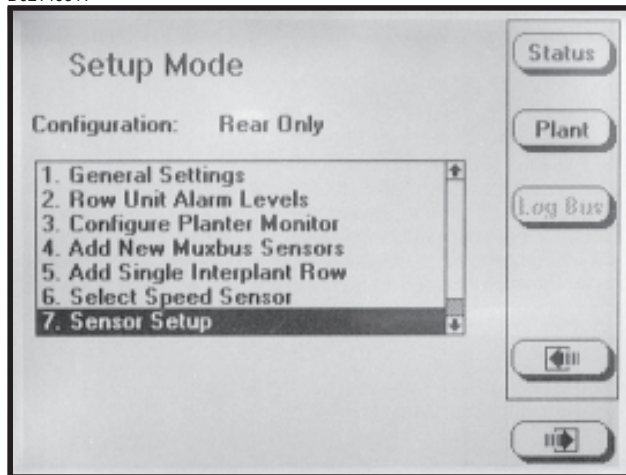 Setup Mode
Configuration: Rear Only
1. General Settings
2. Row Unit Alarm Levels
3. Configure Planter Monitor
4. Add New Muxbus Sensors
5. Add Single Interplant Row
6. Select Speed Sensor
7. Sensor Setup
Status
Plant
Log Bus